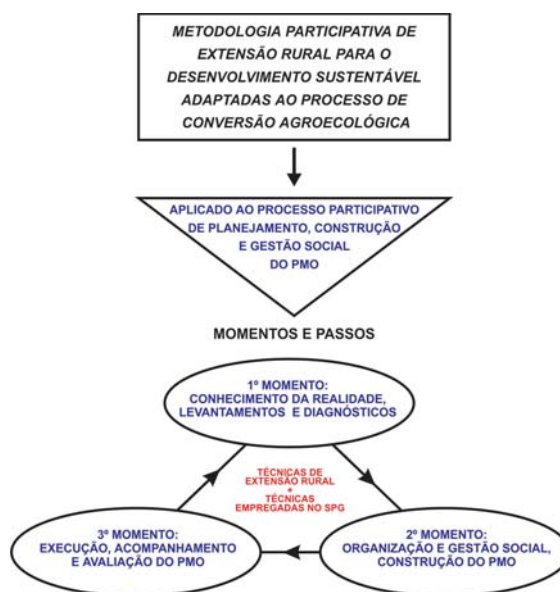 METODOLOGIA PARTICIPATIVA DE
EXTENSÃO RURAL PARA O
DESENVOLVIMENTO SUSTENTÁVEL
ADAPTADAS AO PROCESSO DE
CONVERSÃO AGROECOLÓGICA
APLICADO AO PROCESSO PARTICIPATIVO
DE PLANEJAMENTO, CONSTRUÇÃO
E GESTÃO SOCIAL
DO PMO
MOMENTOS E PASSOS
1º MOMENTO:
CONHECIMENTO DA REALIDADE,
LEVANTAMENTOS E DIAGNÓSTICOS
TÉCNICAS DE
EXTENSÃO RURAL
+
TÉCNICAS
EMPREGADAS NO SPG
3º MOMENTO:
EXECUÇÃO, ACOMPANHAMENTO
E AVALIAÇÃO DO PMO
2º MOMENTO:
ORGANIZAÇÃO E GESTÃO SOCIAL,
CONSTRUÇÃO DO PMO